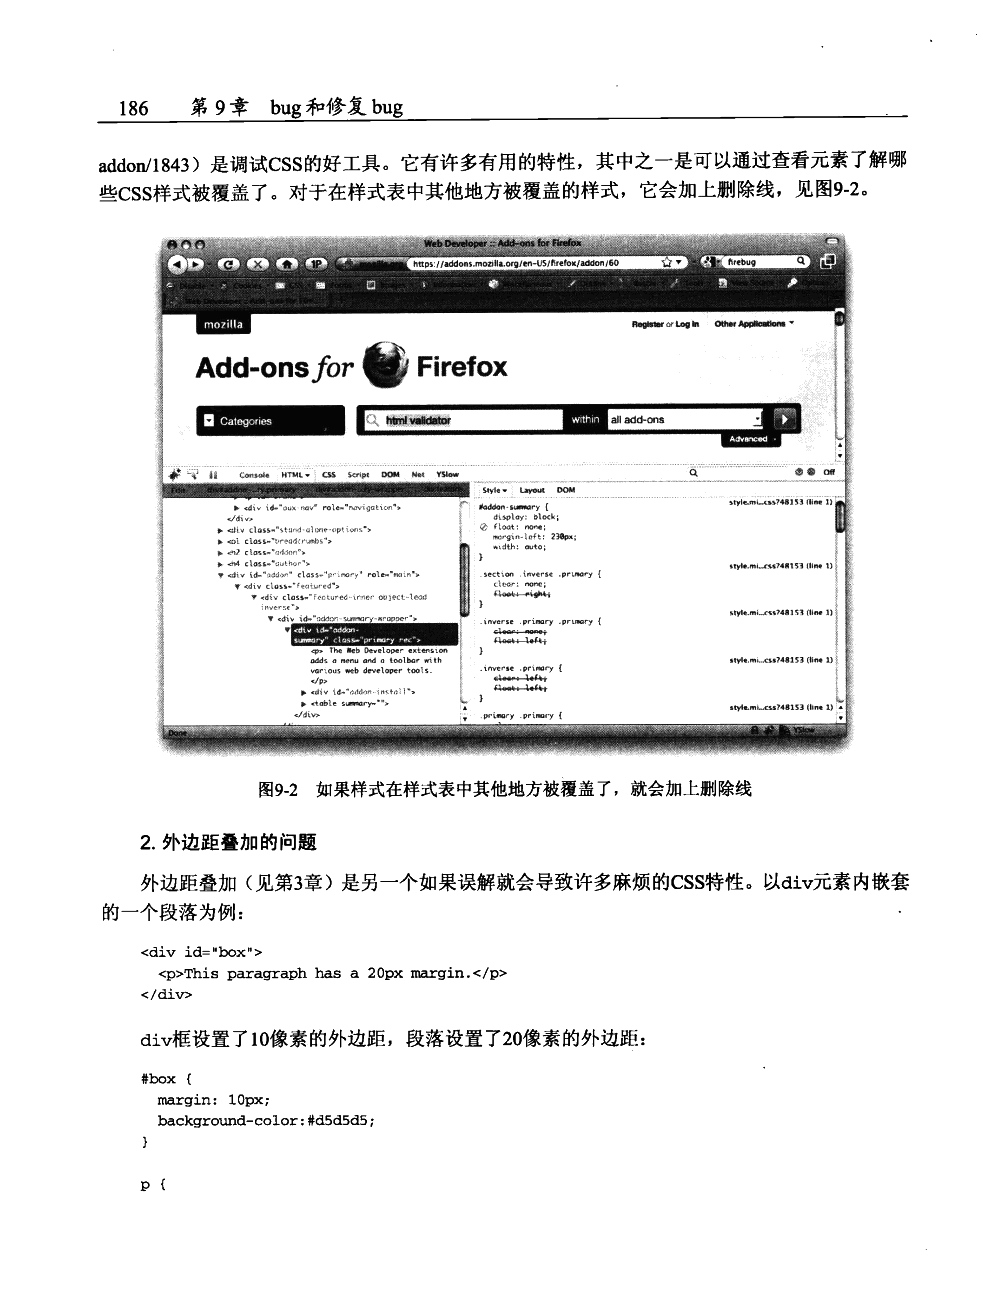 186 第9章 bug和修复bug
addon/1843）是调试CSS的好工具。它有许多有用的特性，其中之一是可以通过查看元素了解哪
些CSS样式被覆盖了。对于在样式表中其他地方被覆盖的样式，它会加上删除线，见图9-2。
Web Developer :: Add-ons for Firefox
https://addons.mozilla.org/en-US/firefox/addon/60
firebug
mozilla
Register or Log In Other Applications
Add-ons for Firefox
Categories
html validator within all add-ons
Advanced
Console HTML CSS Script DOM Net YSlow
Off
Style Layout DOM
<div id="aux-nav" role="navigation">
</div>
<div class="stand-alone-options">
<ol class="breadcrumbs">
<h2 class="addon">
<h4 class="author">
<div id="addon" class="primary" role="main">
<div class="featured">
<div class="featured-inner object-lead
inverse">
<div id="addon-summary-wrapper">
<div id="addon-
summary" class="primary rec">
<p> The Web Developer extension
adds a menu and a toolbar with
various web developer tools.
</p>
<div id="addon-install">
<table summary="">
</div>
#addon-summary {
style.mi...css?48153 (line 1)
display: block;
float: none;
margin-left: 230px;
width: auto;
}
.section .inverse .primary {
style.mi...css?48153 (line 1)
clear: none;
float: right;
}
.inverse .primary .primary {
style.mi...css?48153 (line 1)
clear: none;
float: left;
}
.inverse .primary {
style.mi...css?48153 (line 1)
clear: left;
float: left;
}
.primary .primary {
style.mi...css?48153 (line 1)
Done
YSlow
图9-2 如果样式在样式表中其他地方被覆盖了，就会加上删除线
2. 外边距叠加的问题
外边距叠加（见第3章）是另一个如果误解就会导致许多麻烦的CSS特性。以div元素内嵌套
的一个段落为例：
<div id="box">
<p>This paragraph has a 20px margin.</p>
</div>
div框设置了10像素的外边距，段落设置了20像素的外边距：
#box {
margin: 10px;
background-color:#d5d5d5;
}
p {